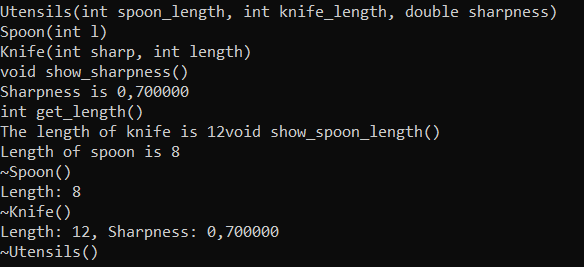 Utensils(int spoon_length, int knife_length, double sharpness)
Spoon(int l)
Knife(int sharp, int length)
void show_sharpness()
Sharpness is 0,700000
int get_length()
The length of knife is 12void show_spoon_length()
Length of spoon is 8
~Spoon()
Length: 8
~Knife()
Length: 12, Sharpness: 0,700000
~Utensils()